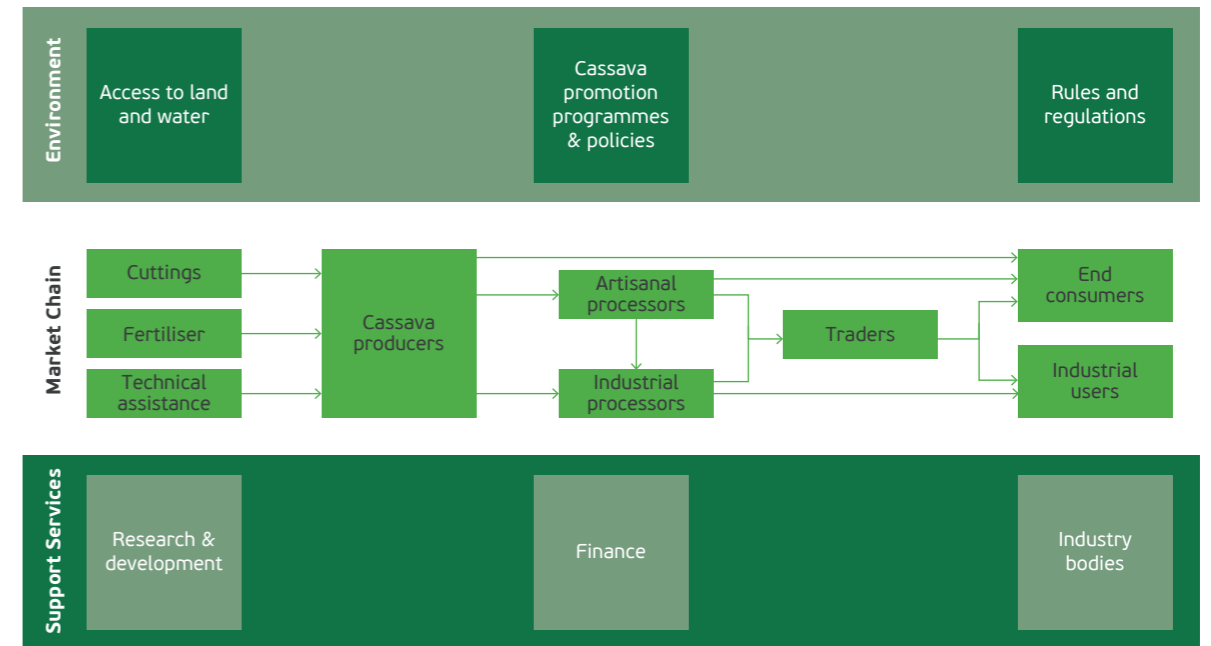 Environment
Access to land
and water
Cassava
promotion
programmes
& policies
Rules and
regulations
Market Chain
Cuttings
Fertiliser
Technical
assistance
Cassava
producers
Artisanal
processors
Industrial
processors
Traders
End
consumers
Industrial
users
Support Services
Research &
development
Finance
Industry
bodies